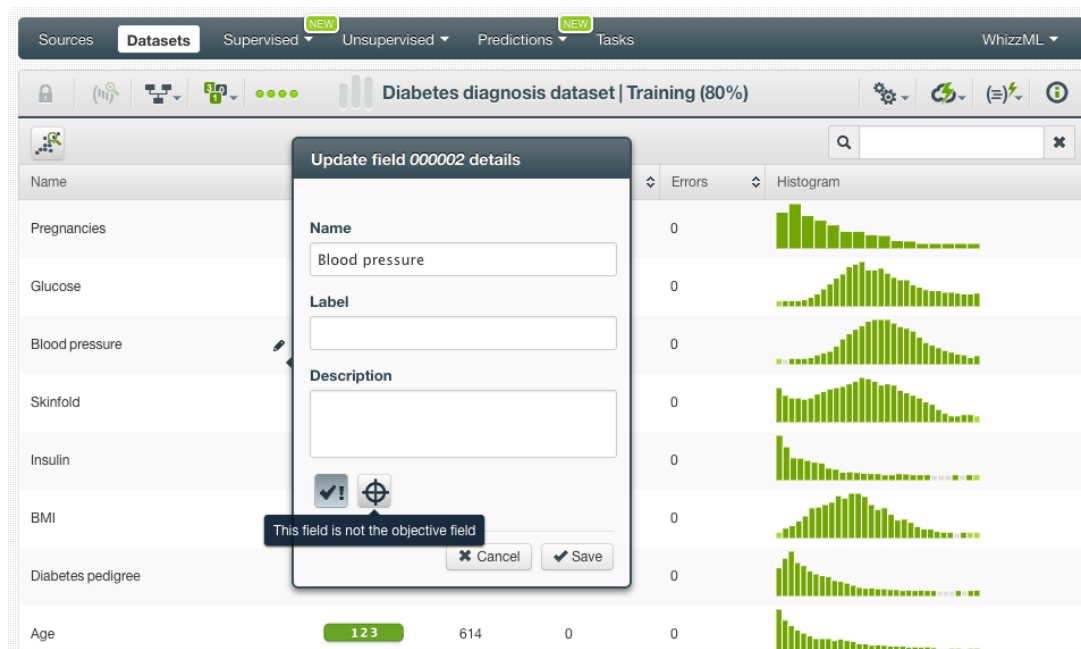 NEW NEW
Sources Datasets Supervised Unsupervised Predictions Tasks WhizzML
Diabetes diagnosis dataset | Training (80%)
Update field 000002 details
Name Errors Histogram
Name
Pregnancies 0
Blood pressure
Glucose 0
Label
Blood pressure 0
Description
Skinfold 0
Insulin 0
✔!
BMI 0
This field is not the objective field
✖ Cancel ✔ Save
Diabetes pedigree 0
Age 123 614 0 0